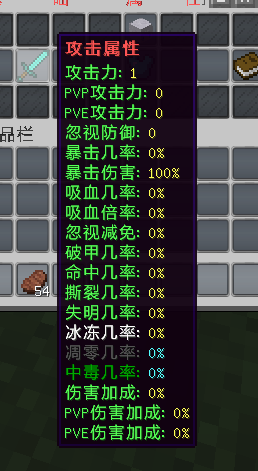 攻击属性
攻击力: 1
PVP攻击力: 0
PVE攻击力: 0
忽视防御: 0
暴击几率: 0%
暴击伤害: 100%
吸血几率: 0%
吸血倍率: 0%
忽视减免: 0%
破甲几率: 0%
命中几率: 0%
撕裂几率: 0%
失明几率: 0%
冰冻几率: 0%
凋零几率: 0%
中毒几率: 0%
伤害加成: 0%
PVP伤害加成: 0%
PVE伤害加成: 0%
品栏
54